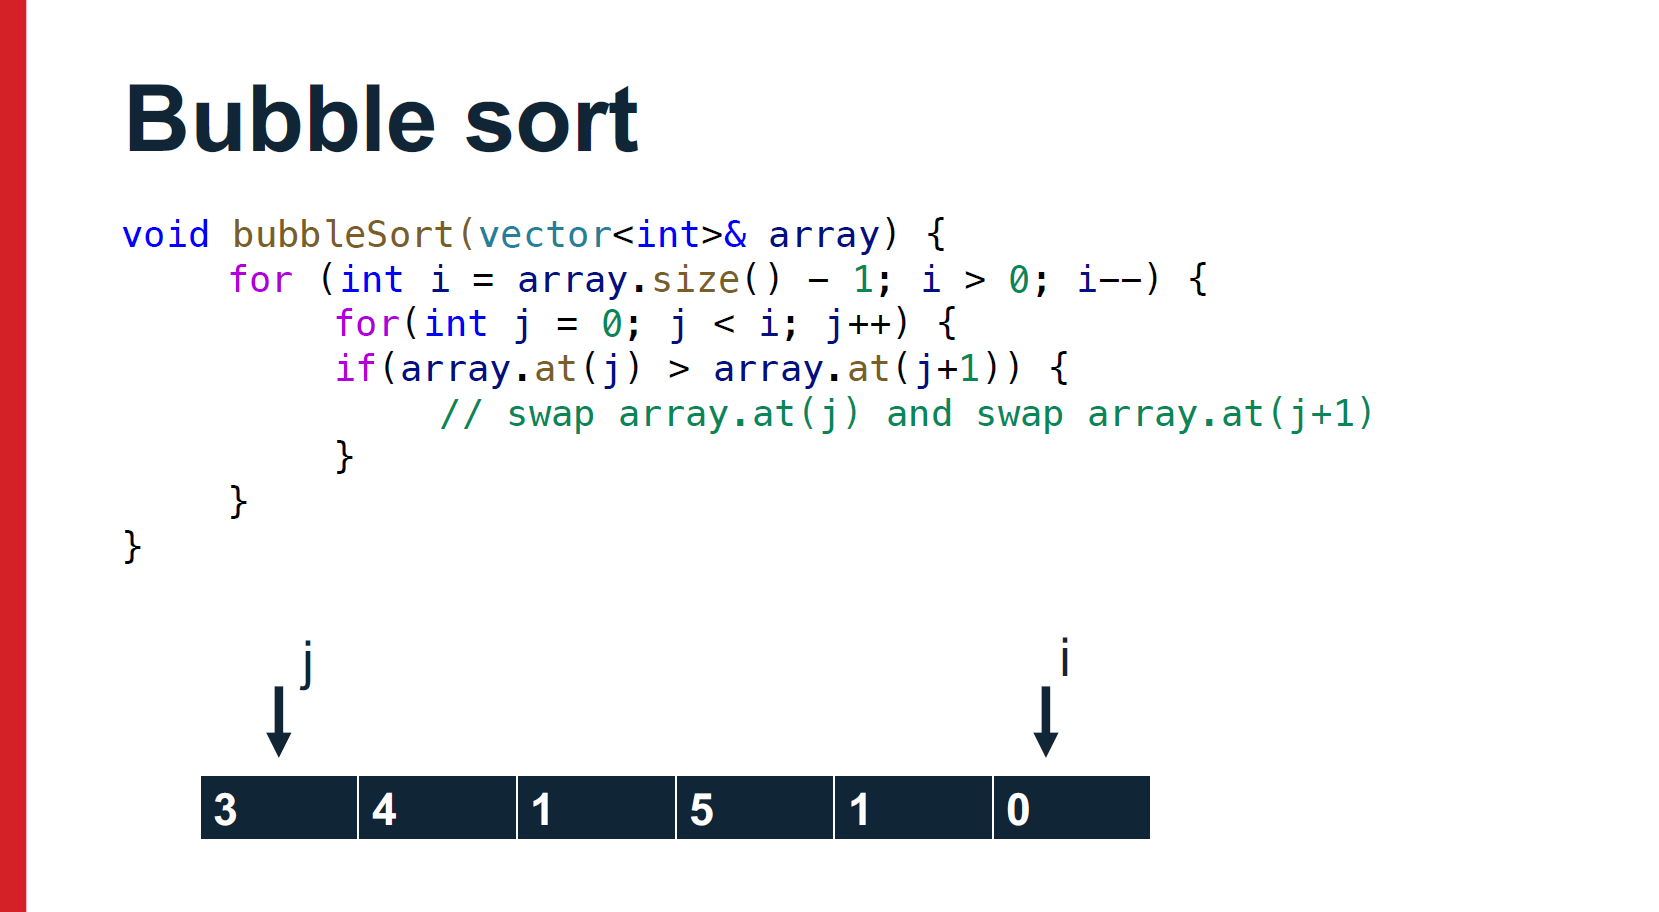 Bubble sort
void bubbleSort(vector<int>& array) {
for (int i = array.size() - 1; i > 0; i--) {
for(int j = 0; j < i; j++) {
if(array.at(j) > array.at(j+1)) {
// swap array.at(j) and swap array.at(j+1)
}
}
}
j i
3 4 1 5 1 0